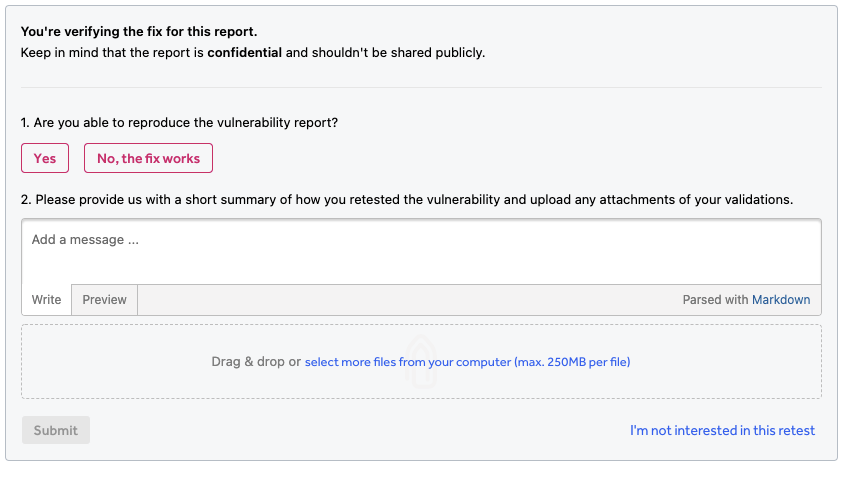 You're verifying the fix for this report.
Keep in mind that the report is confidential and shouldn't be shared publicly.
1. Are you able to reproduce the vulnerability report?
Yes
No, the fix works
2. Please provide us with a short summary of how you retested the vulnerability and upload any attachments of your validations.
Add a message ...
Write
Preview
Parsed with Markdown
Drag & drop or select more files from your computer (max. 250MB per file)
Submit
I'm not interested in this retest